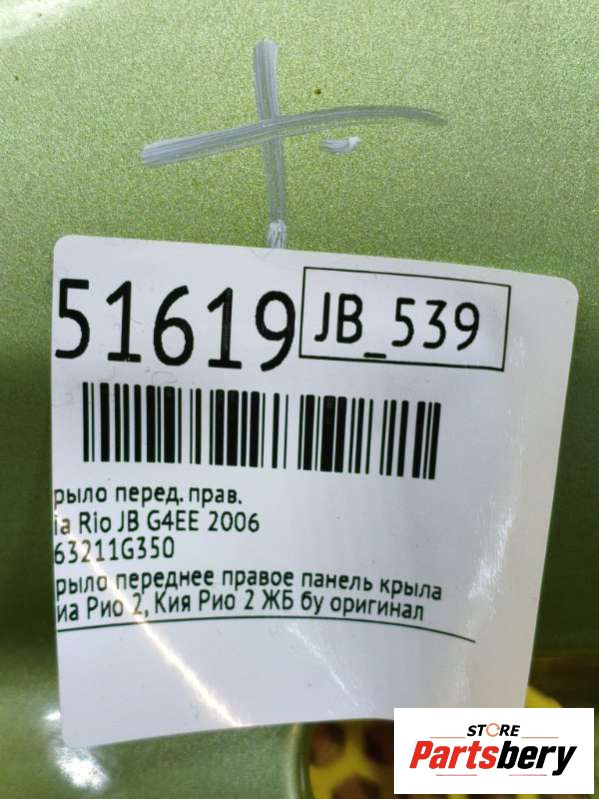 51619 JB_539
рыло перед. прав.
ia Rio JB G4EE 2006
63211G350
рыло переднее правое панель крыла
иа Рио 2, Кия Рио 2 ЖБ бу оригинал
STORE
Partsbery